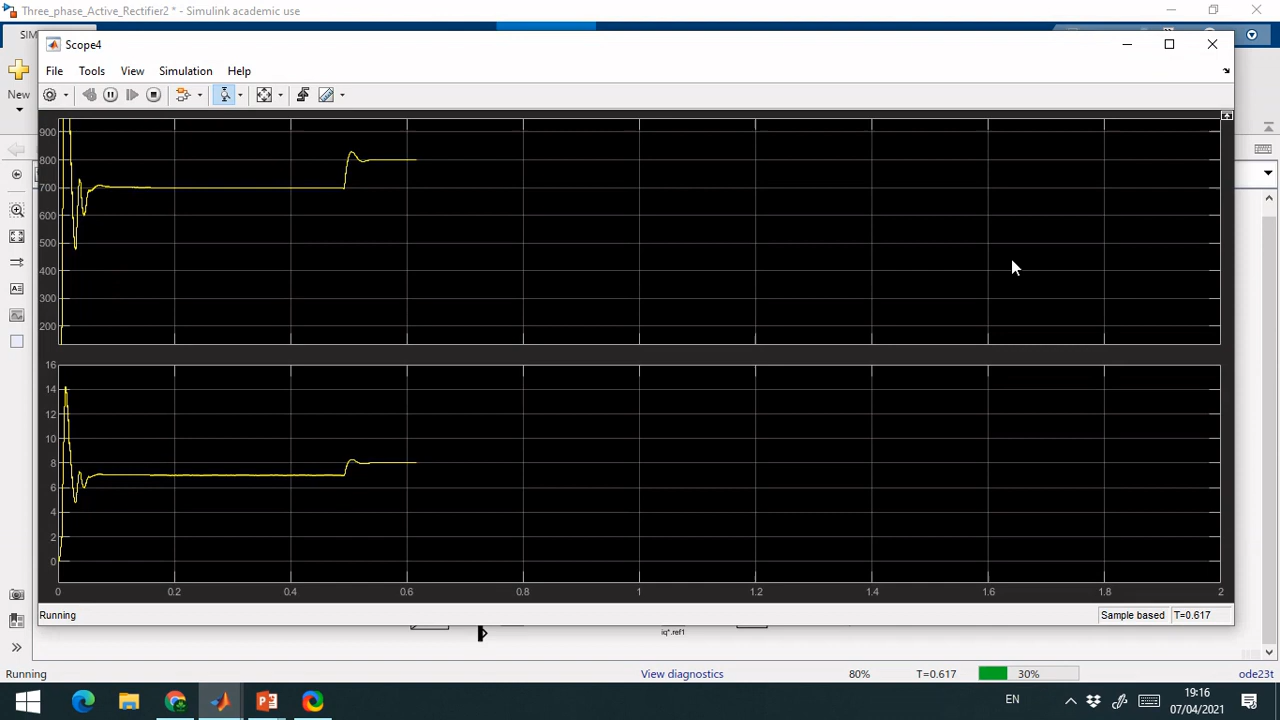 Three_phase_Active_Rectifier2 * - Simulink academic use
SIM
Scope4
File Tools View Simulation Help
New
900
800
700
600
500
400
300
200
16
14
12
10
8
6
4
2
0
0 0.2 0.4 0.6 0.8 1 1.2 1.4 1.6 1.8 2
Running Sample based T=0.617
iq*.ref1
Running View diagnostics 80% T=0.617 30% ode23t
EN
19:16
07/04/2021